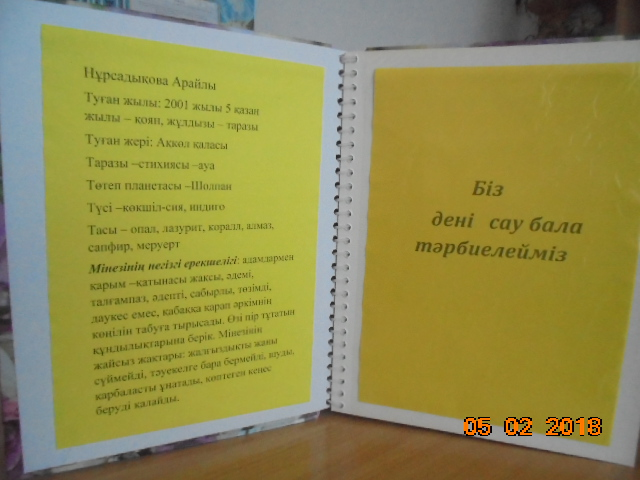 Нұрсадыкова Арайлы
Туған жылы: 2001 жылы 5 қазан
жылы – қоян, жұлдызы – таразы
Туған жері: Ақкол қаласы
Таразы –стихиясы –ауа
Төтеп планетасы –Шолпан
Түсі –көкшіл-сия, индиго
Тасы – опал, лазурит, коралл, алмаз,
сапфир, меруерт
Мінезінің негізгі ерекшелігі: адамдармен
қарым –қатынасы жақсы, әдемі,
талғампаз, әдепті, сабырлы, төзімді,
даукес емес, қабаққа қарап әркімнің
көңілін табуға тырысады. Өзі пір тұтатын
құндылықтарына берік. Мінезінің
жайсыз жақтары: жалғыздықты жаны
сүймейді, тәуекелге бара бермейді, шуды,
қарбаласты ұнатады, көптеген кеңес
беруді қалайды.
Біз
дені сау бала
тәрбиелейміз
05 02 2013